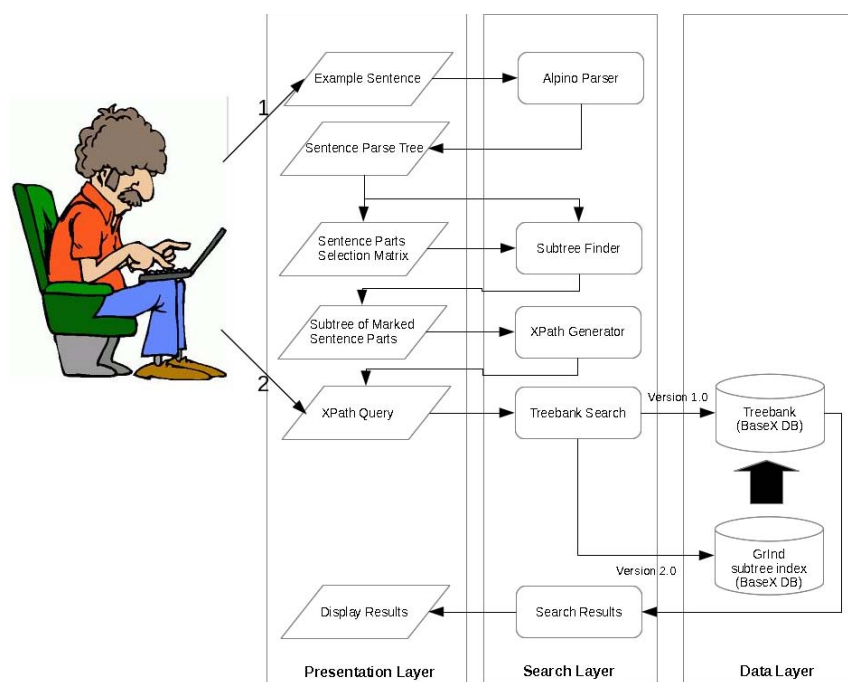 1
Example Sentence
Alpino Parser
Sentence Parse Tree
Sentence Parts
Selection Matrix
Subtree Finder
Subtree of Marked
Sentence Parts
XPath Generator
2
XPath Query
Treebank Search
Version 1.0
Treebank
(BaseX DB)
GrInd
subtree index
(BaseX DB)
Version 2.0
Display Results
Search Results
Presentation Layer
Search Layer
Data Layer